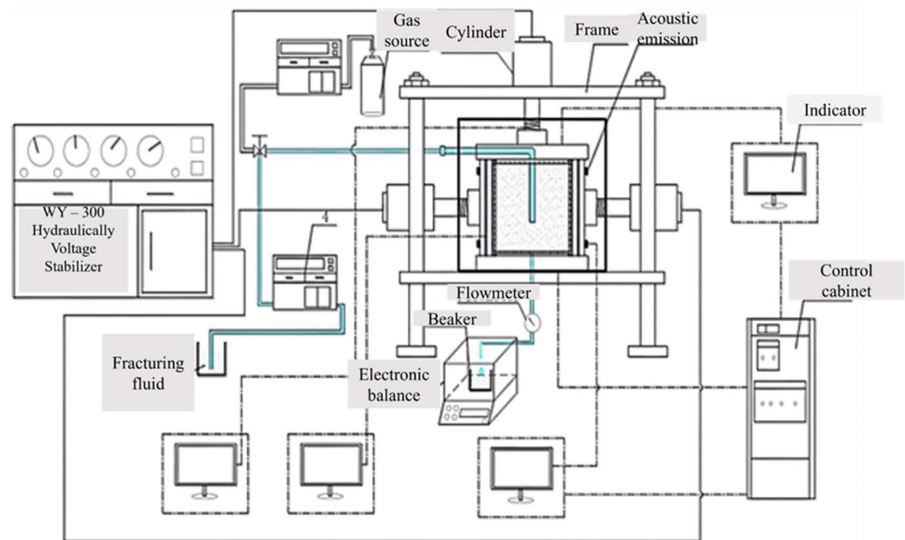 Gas
source
Cylinder
Frame
Acoustic
emission
Indicator
WY – 300
Hydraulically
Voltage
Stabilizer
4
Control
cabinet
Flowmeter
Beaker
Fracturing
fluid
Electronic
balance